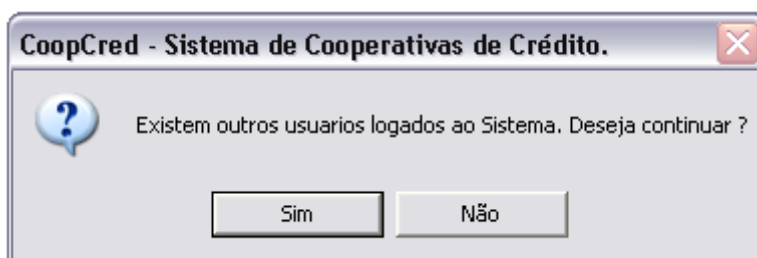 CoopCred - Sistema de Cooperativas de Crédito.
Existem outros usuarios logados ao Sistema. Deseja continuar ?
Sim Não